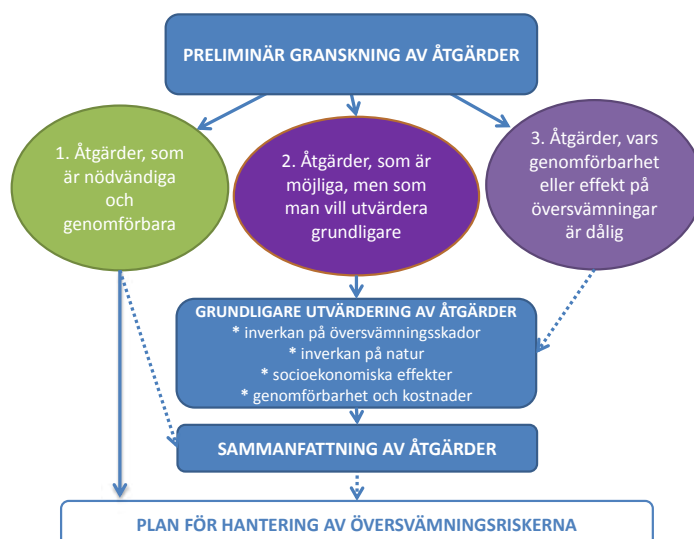 PRELIMINÄR GRANSKNING AV ÅTGÄRDER
1. Åtgärder, som
är nödvändiga
och
genomförbara
2. Åtgärder, som är
möjliga, men som
man vill utvärdera
grundligare
3. Åtgärder, vars
genomförbarhet
eller effekt på
översvämningar
är dålig
GRUNDLIGARE UTVÄRDERING AV ÅTGÄRDER
* inverkan på översvämningsskador
* inverkan på natur
* socioekonomiska effekter
* genomförbarhet och kostnader
SAMMANFATTNING AV ÅTGÄRDER
PLAN FÖR HANTERING AV ÖVERSVÄMNINGSRISKERNA